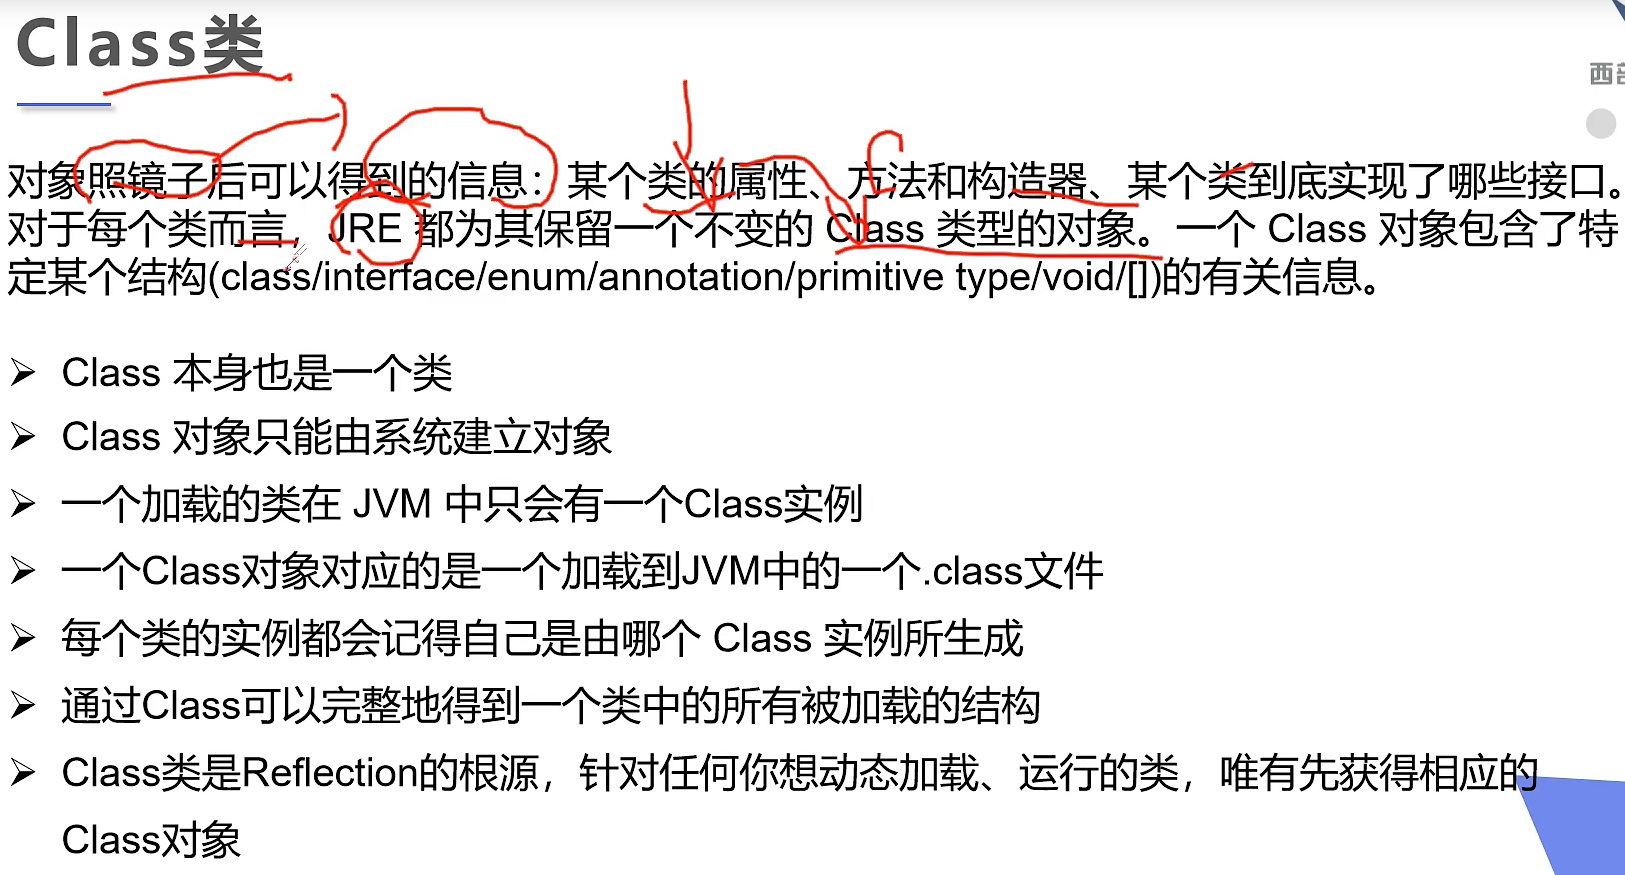 Class类
西部
对象照镜子后可以得到的信息：某个类的属性、方法和构造器、某个类到底实现了哪些接口。
对于每个类而言，JRE 都为其保留一个不变的 Class 类型的对象。一个 Class 对象包含了特
定某个结构(class/interface/enum/annotation/primitive type/void/[])的有关信息。
➢ Class 本身也是一个类
➢ Class 对象只能由系统建立对象
➢ 一个加载的类在 JVM 中只会有一个Class实例
➢ 一个Class对象对应的是一个加载到JVM中的一个.class文件
➢ 每个类的实例都会记得自己是由哪个 Class 实例所生成
➢ 通过Class可以完整地得到一个类中的所有被加载的结构
➢ Class类是Reflection的根源，针对任何你想动态加载、运行的类，唯有先获得相应的
Class对象